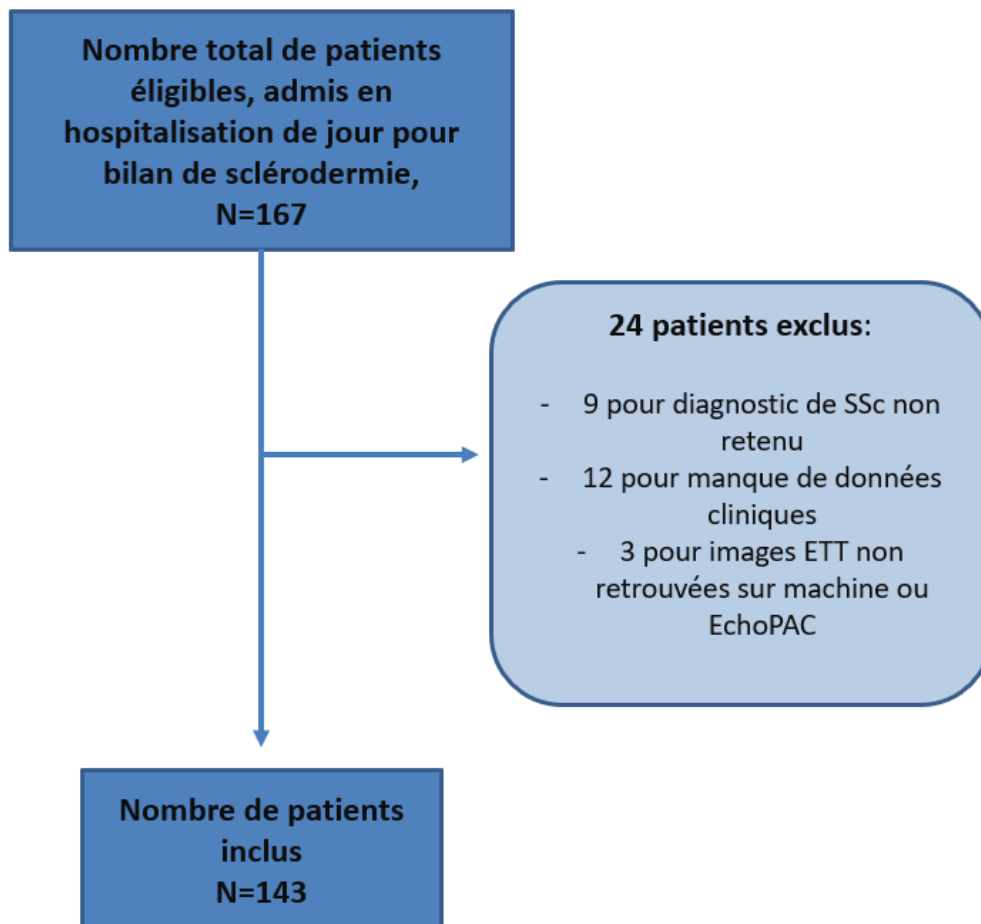 Nombre total de patients
éligibles, admis en
hospitalisation de jour pour
bilan de sclérodermie,
N=167
24 patients exclus:
- 9 pour diagnostic de SSc non
retenu
- 12 pour manque de données
cliniques
- 3 pour images ETT non
retrouvées sur machine ou
EchoPAC
Nombre de patients
inclus
N=143